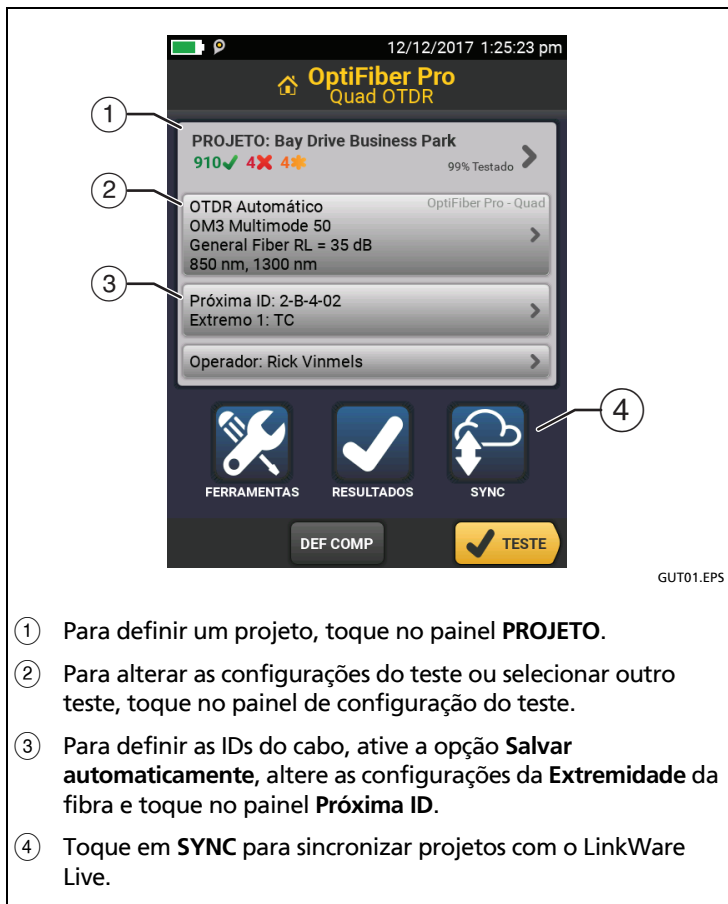 12/12/2017 1:25:23 pm
OptiFiber Pro
Quad OTDR
1
PROJETO: Bay Drive Business Park
910 4 4
99% Testado
2
OTDR Automático
OptiFiber Pro - Quad
OM3 Multimode 50
General Fiber RL = 35 dB
850 nm, 1300 nm
3
Próxima ID: 2-B-4-02
Extremo 1: TC
Operador: Rick Vinmels
4
FERRAMENTAS
RESULTADOS
SYNC
DEF COMP
TESTE
GUT01.EPS
1 Para definir um projeto, toque no painel PROJETO.
2 Para alterar as configurações do teste ou selecionar outro
teste, toque no painel de configuração do teste.
3 Para definir as IDs do cabo, ative a opção Salvar
automaticamente, altere as configurações da Extremidade da
fibra e toque no painel Próxima ID.
4 Toque em SYNC para sincronizar projetos com o LinkWare
Live.